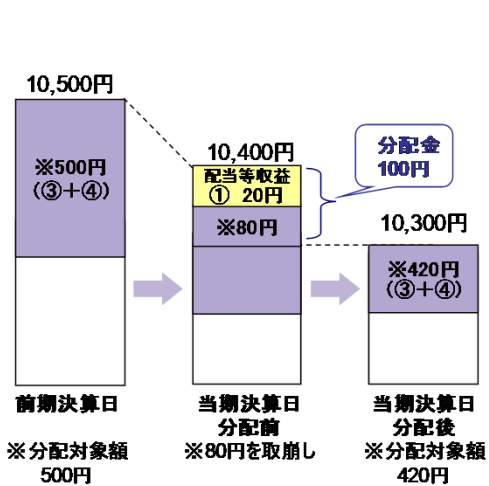 10,500円
※500円
(③＋④)
10,400円
配当等収益
① 20円
※80円
分配金
100円
10,300円
※420円
(③＋④)
前期決算日
※分配対象額
500円
当期決算日
分配前
※80円を取崩し
当期決算日
分配後
※分配対象額
420円